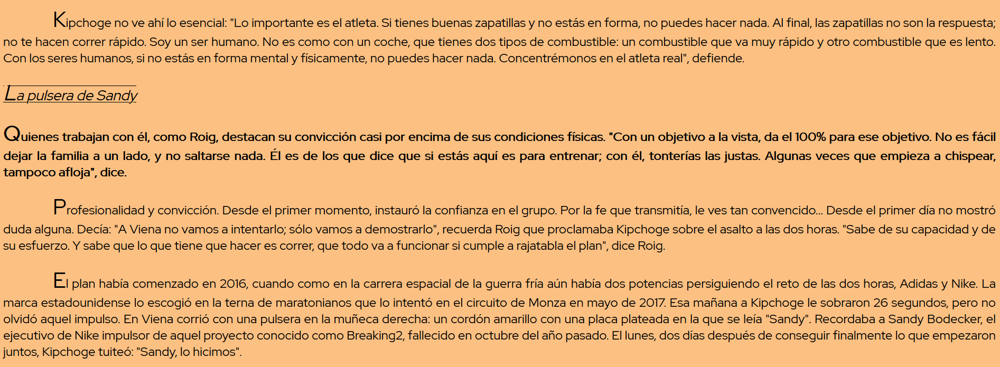 Kipchoge no ve ahí lo esencial: "Lo importante es el atleta. Si tienes buenas zapatillas y no estás en forma, no puedes hacer nada. Al final, las zapatillas no son la respuesta;
no te hacen correr rápido. Soy un ser humano. No es como con un coche, que tienes dos tipos de combustible: un combustible que va muy rápido y otro combustible que es lento.
Con los seres humanos, si no estás en forma mental y físicamente, no puedes hacer nada. Concentrémonos en el atleta real", defiende.
La pulsera de Sandy
Quienes trabajan con él, como Roig, destacan su convicción casi por encima de sus condiciones físicas. "Con un objetivo a la vista, da el 100% para ese objetivo. No es fácil
dejar la familia a un lado, y no saltarse nada. Él es de los que dice que si estás aquí es para entrenar; con él, tonterías las justas. Algunas veces que empieza a chispear,
tampoco afloja", dice.
Profesionalidad y convicción. Desde el primer momento, instauró la confianza en el grupo. Por la fe que transmitía, le ves tan convencido... Desde el primer día no mostró
duda alguna. Decía: "A Viena no vamos a intentarlo; sólo vamos a demostrarlo", recuerda Roig que proclamaba Kipchoge sobre el asalto a las dos horas. "Sabe de su capacidad y de
su esfuerzo. Y sabe que lo que tiene que hacer es correr, que todo va a funcionar si cumple a rajatabla el plan", dice Roig.
El plan había comenzado en 2016, cuando como en la carrera espacial de la guerra fría aún había dos potencias persiguiendo el reto de las dos horas, Adidas y Nike. La
marca estadounidense lo escogió en la terna de maratonianos que lo intentó en el circuito de Monza en mayo de 2017. Esa mañana a Kipchoge le sobraron 26 segundos, pero no
olvidó aquel impulso. En Viena corrió con una pulsera en la muñeca derecha: un cordón amarillo con una placa plateada en la que se leía "Sandy". Recordaba a Sandy Bodecker, el
ejecutivo de Nike impulsor de aquel proyecto conocido como Breaking2, fallecido en octubre del año pasado. El lunes, dos días después de conseguir finalmente lo que empezaron
juntos, Kipchoge tuiteó: "Sandy, lo hicimos".